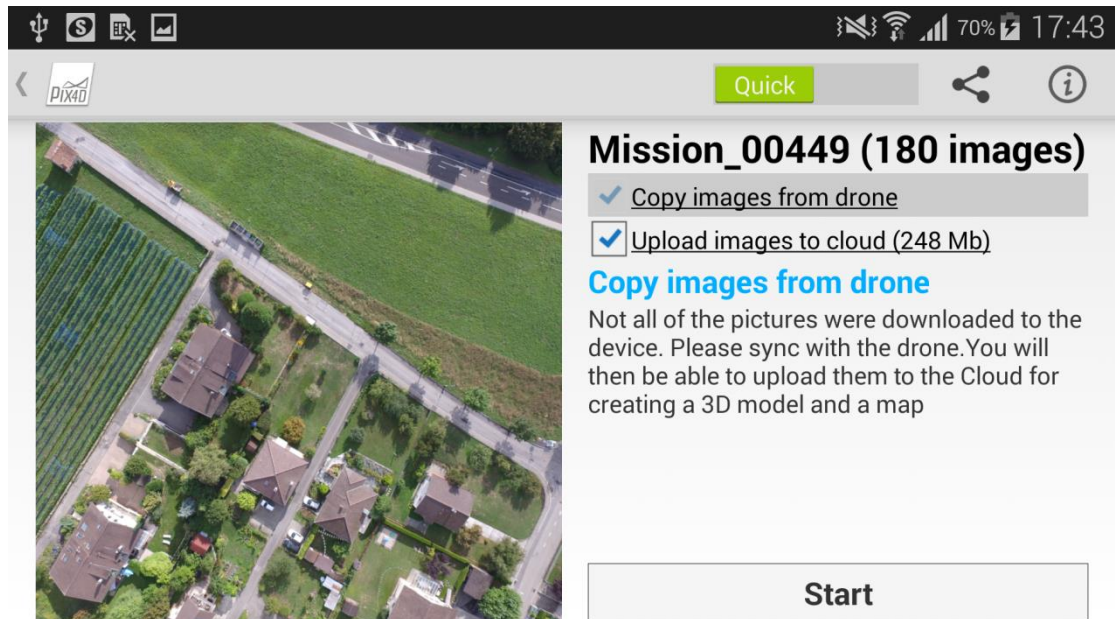 70% 17:43
PIX4D Quick
Mission_00449 (180 images)
Copy images from drone
Upload images to cloud (248 Mb)
Copy images from drone
Not all of the pictures were downloaded to the
device. Please sync with the drone.You will
then be able to upload them to the Cloud for
creating a 3D model and a map
Start